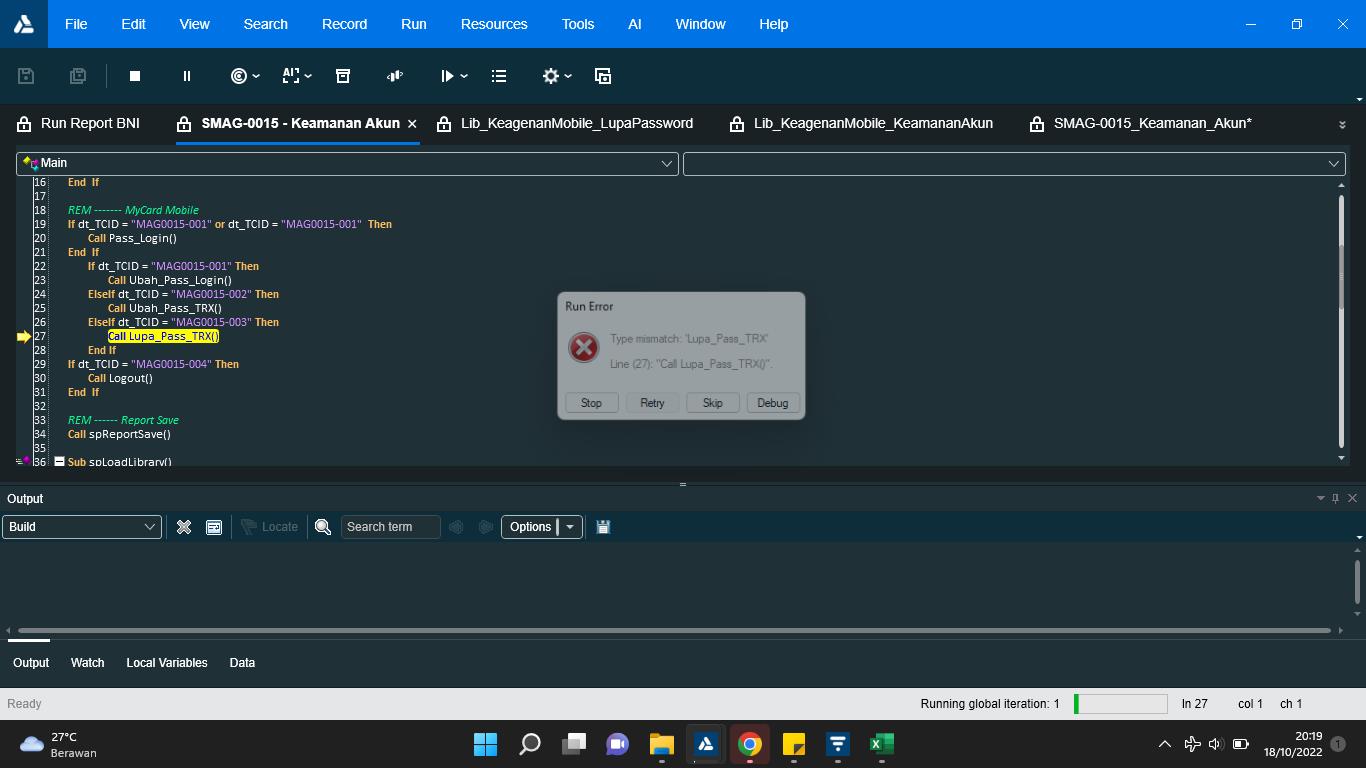 File Edit View Search Record Run Resources Tools AI Window Help
Run Report BNI SMAG-0015 - Keamanan Akun Lib_KeagenanMobile_LupaPassword Lib_KeagenanMobile_KeamananAkun SMAG-0015_Keamanan_Akun*
Main
16 End If
17
18 REM ------- MyCard Mobile
19 If dt_TCID = "MAG0015-001" or dt_TCID = "MAG0015-001" Then
20 Call Pass_Login()
21 End If
22 If dt_TCID = "MAG0015-001" Then
23 Call Ubah_Pass_Login()
24 ElseIf dt_TCID = "MAG0015-002" Then
25 Call Ubah_Pass_TRX()
26 ElseIf dt_TCID = "MAG0015-003" Then
27 Call Lupa_Pass_TRX()
28 End If
29 If dt_TCID = "MAG0015-004" Then
30 Call Logout()
31 End If
32
33 REM ------ Report Save
34 Call spReportSave()
35
36 Sub spLoadLibrary()
Run Error
Type mismatch: 'Lupa_Pass_TRX'
Line (27): "Call Lupa_Pass_TRX()".
Stop Retry Skip Debug
Output
Build Locate Search term Options
Output Watch Local Variables Data
Ready Running global iteration: 1 ln 27 col 1 ch 1
27°C
Berawan
20:19
18/10/2022
1